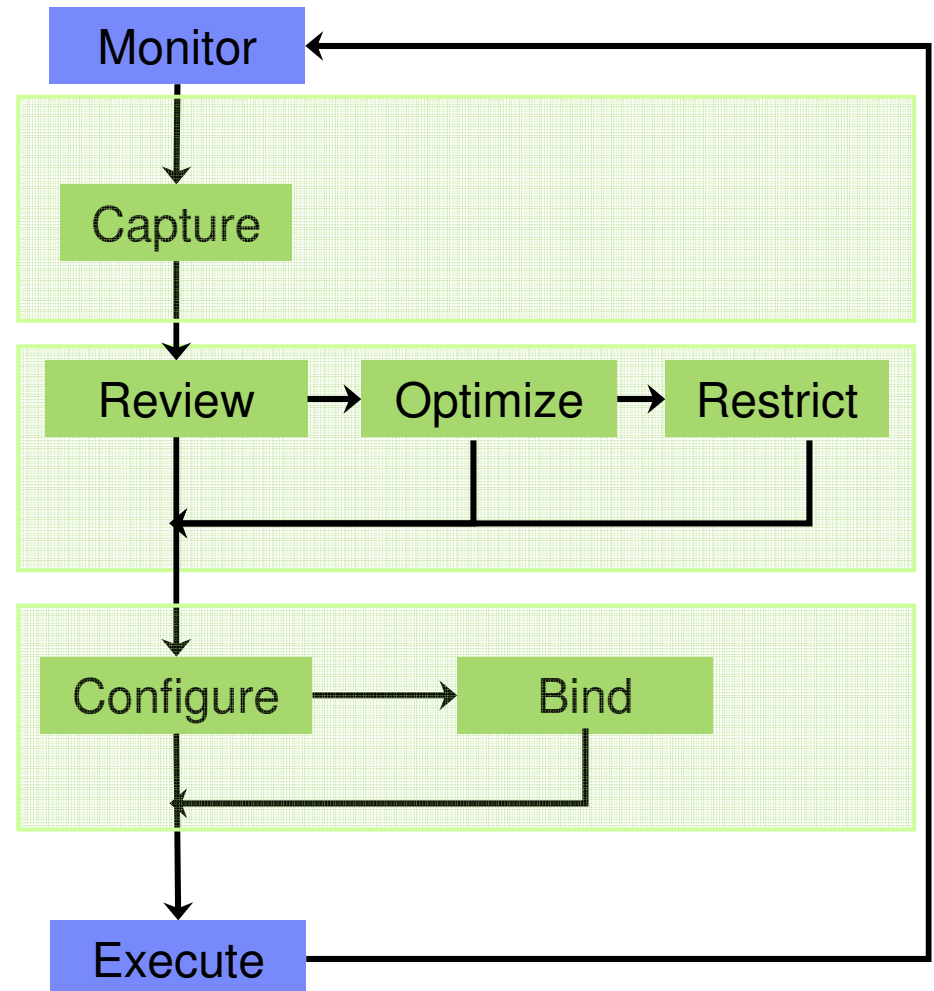 Monitor
Capture
Review
Optimize
Restrict
Configure
Bind
Execute